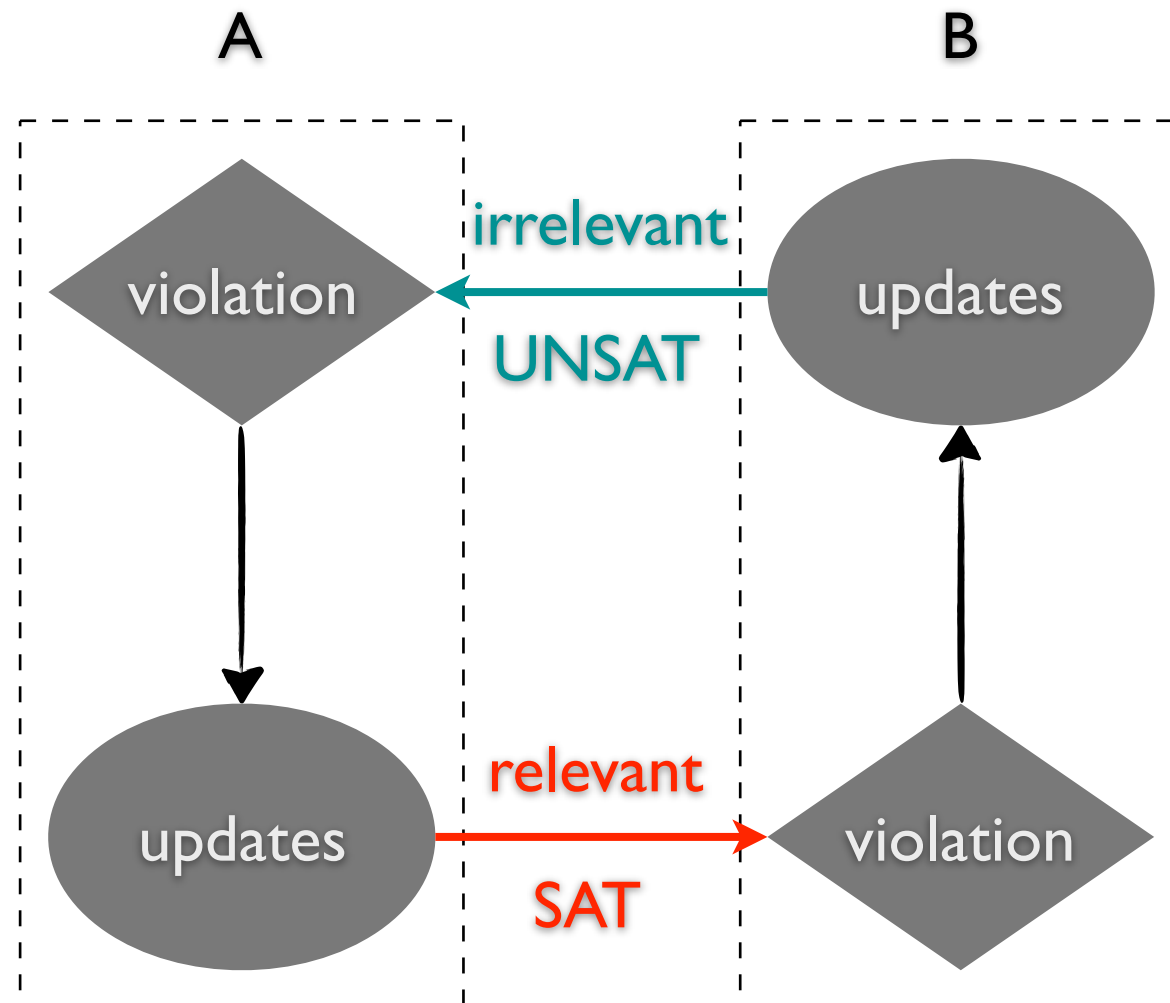 A
B
irrelevant
violation
updates
UNSAT
relevant
updates
violation
SAT